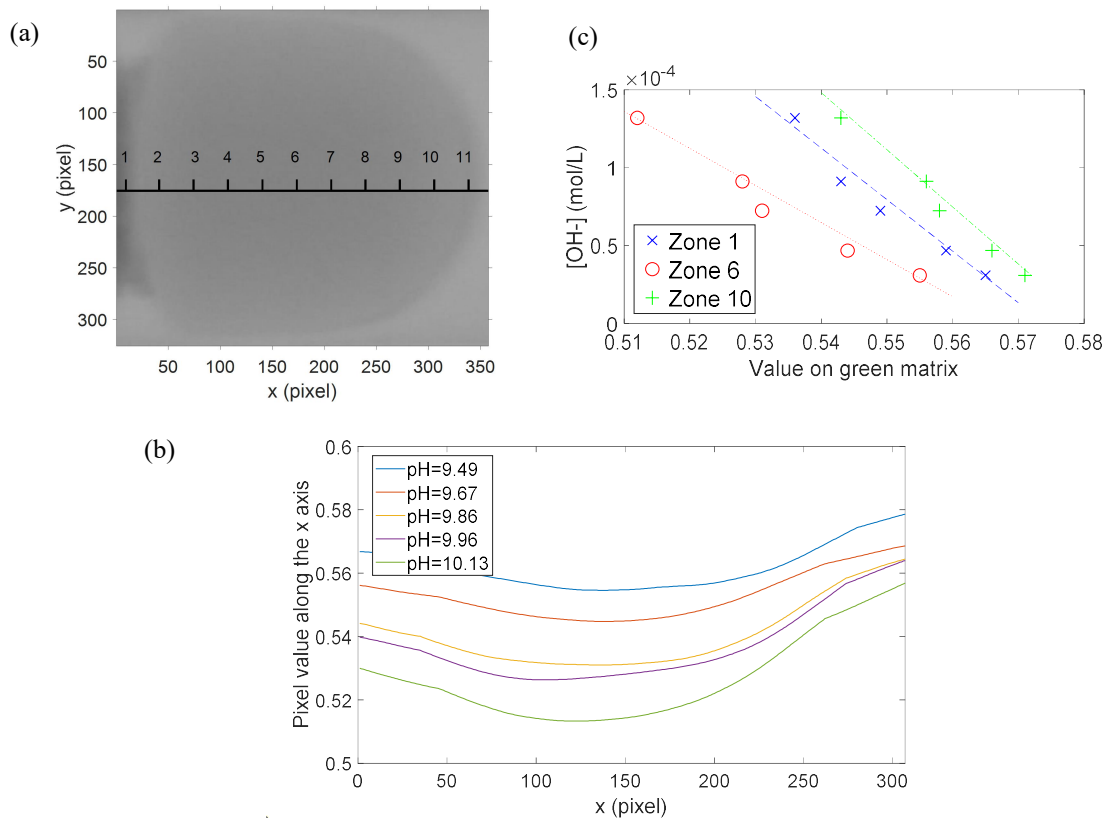 (a)
50
100
150
200
250
300
y (pixel)
1 2 3 4 5 6 7 8 9 10 11
50 100 150 200 250 300 350
x (pixel)
(c)
×10⁻⁴
1.5
1
0.5
0
[OH-] (mol/L)
Zone 1
Zone 6
Zone 10
0.51 0.52 0.53 0.54 0.55 0.56 0.57 0.58
Value on green matrix
(b)
0.6
0.58
0.56
0.54
0.52
0.5
Pixel value along the x axis
pH=9.49
pH=9.67
pH=9.86
pH=9.96
pH=10.13
0 50 100 150 200 250 300
x (pixel)